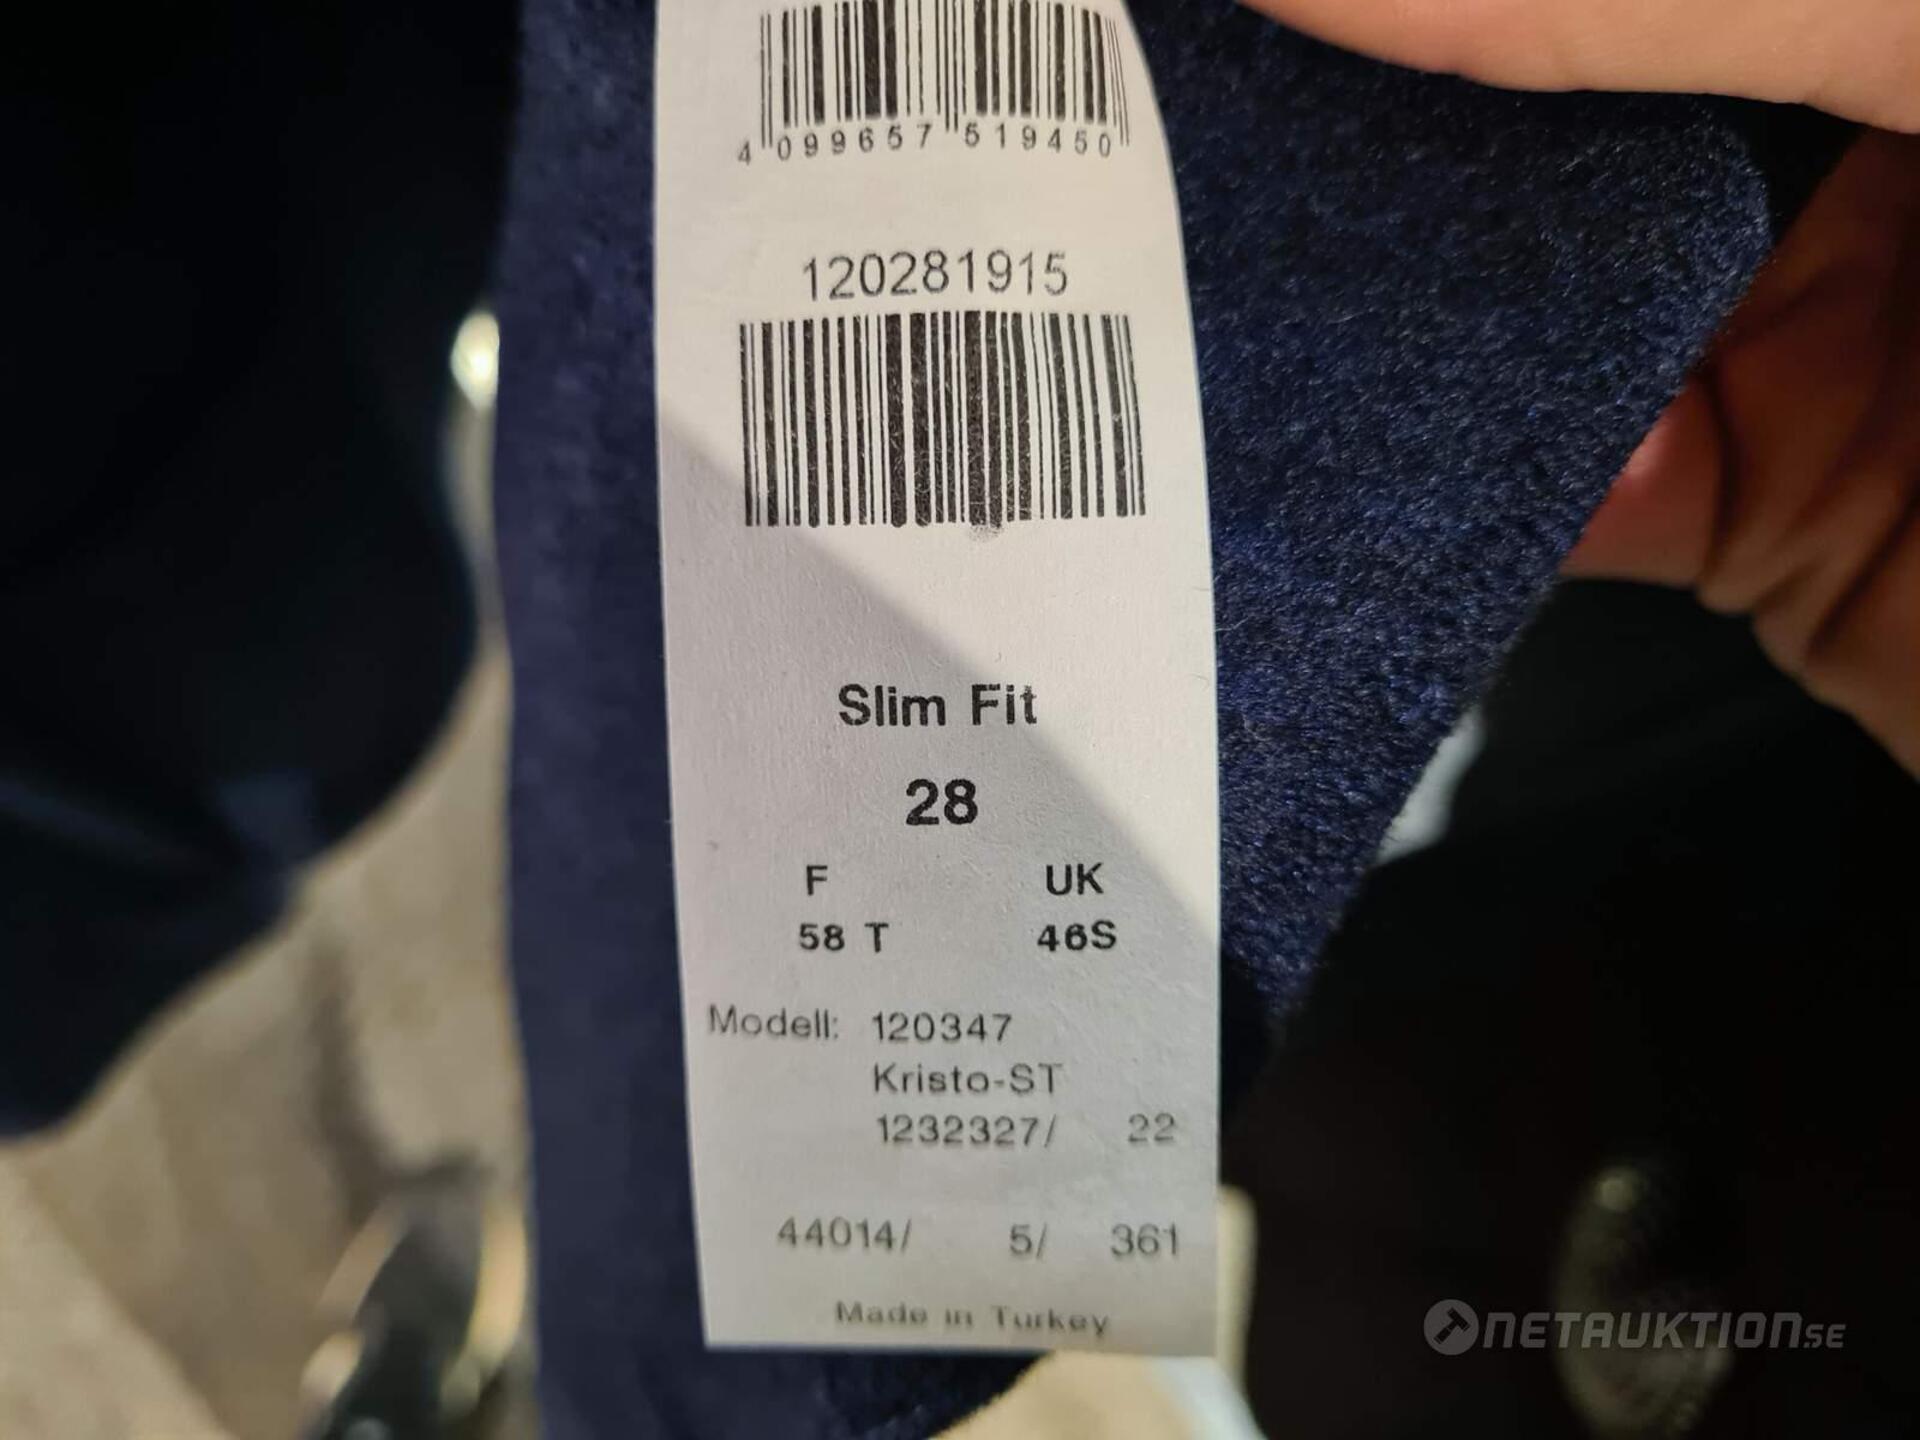 4 099657 519450
120281915
Slim Fit
28
F UK
58 T 46S
Modell: 120347
Kristo-ST
1232327/ 22
44014/ 5/ 361
Made in Turkey
NETAUKTION.SE